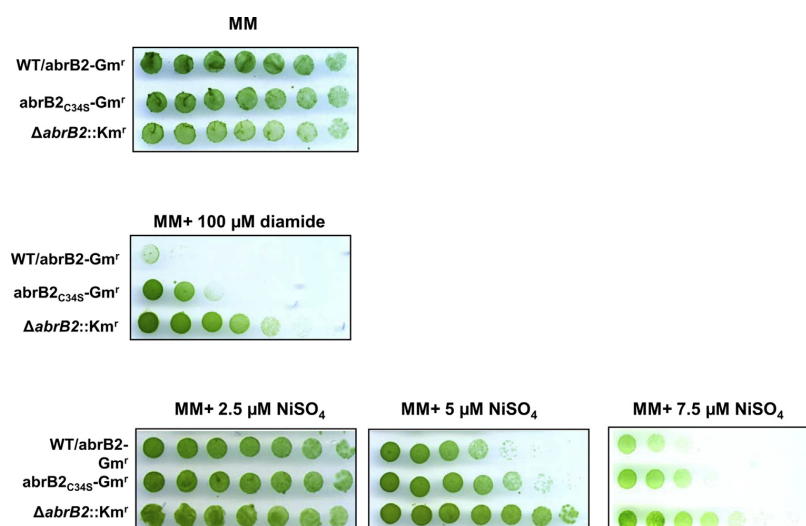 MM
WT/abrB2-Gmʳ
abrB2C34S-Gmʳ
ΔabrB2::Kmʳ
MM+ 100 µM diamide
WT/abrB2-Gmʳ
abrB2C34S-Gmʳ
ΔabrB2::Kmʳ
MM+ 2.5 µM NiSO₄
MM+ 5 µM NiSO₄
MM+ 7.5 µM NiSO₄
WT/abrB2-
Gmʳ
abrB2C34S-Gmʳ
ΔabrB2::Kmʳ